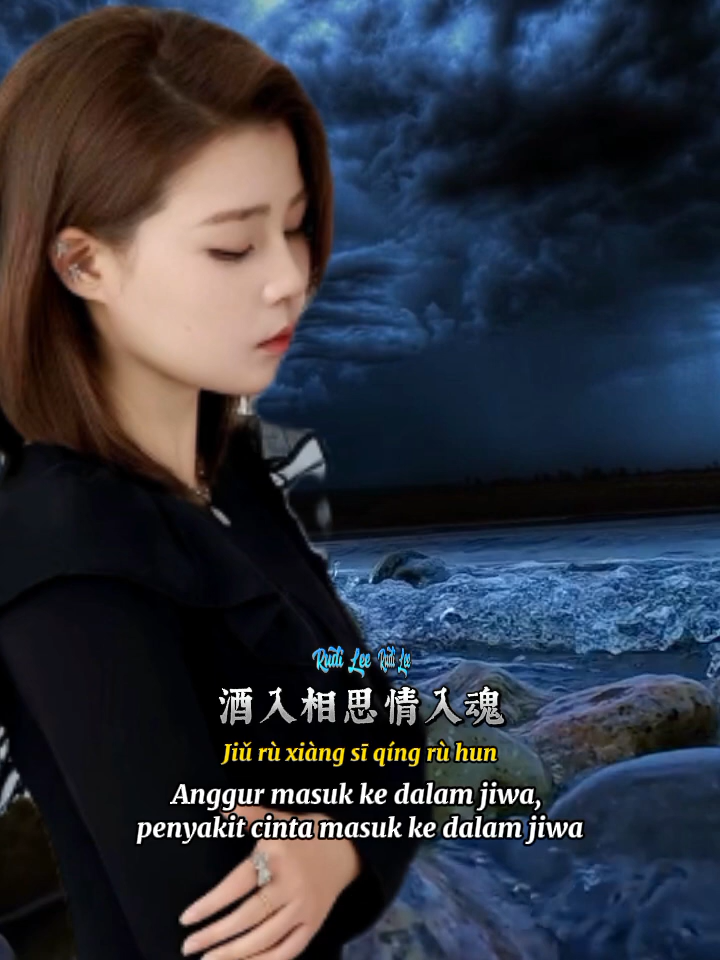 Rudi Lee Rudi Lee
酒入相思情入魂
Jiǔ rù xiàng sī qíng rù hun
Anggur masuk ke dalam jiwa,
penyakit cinta masuk ke dalam jiwa